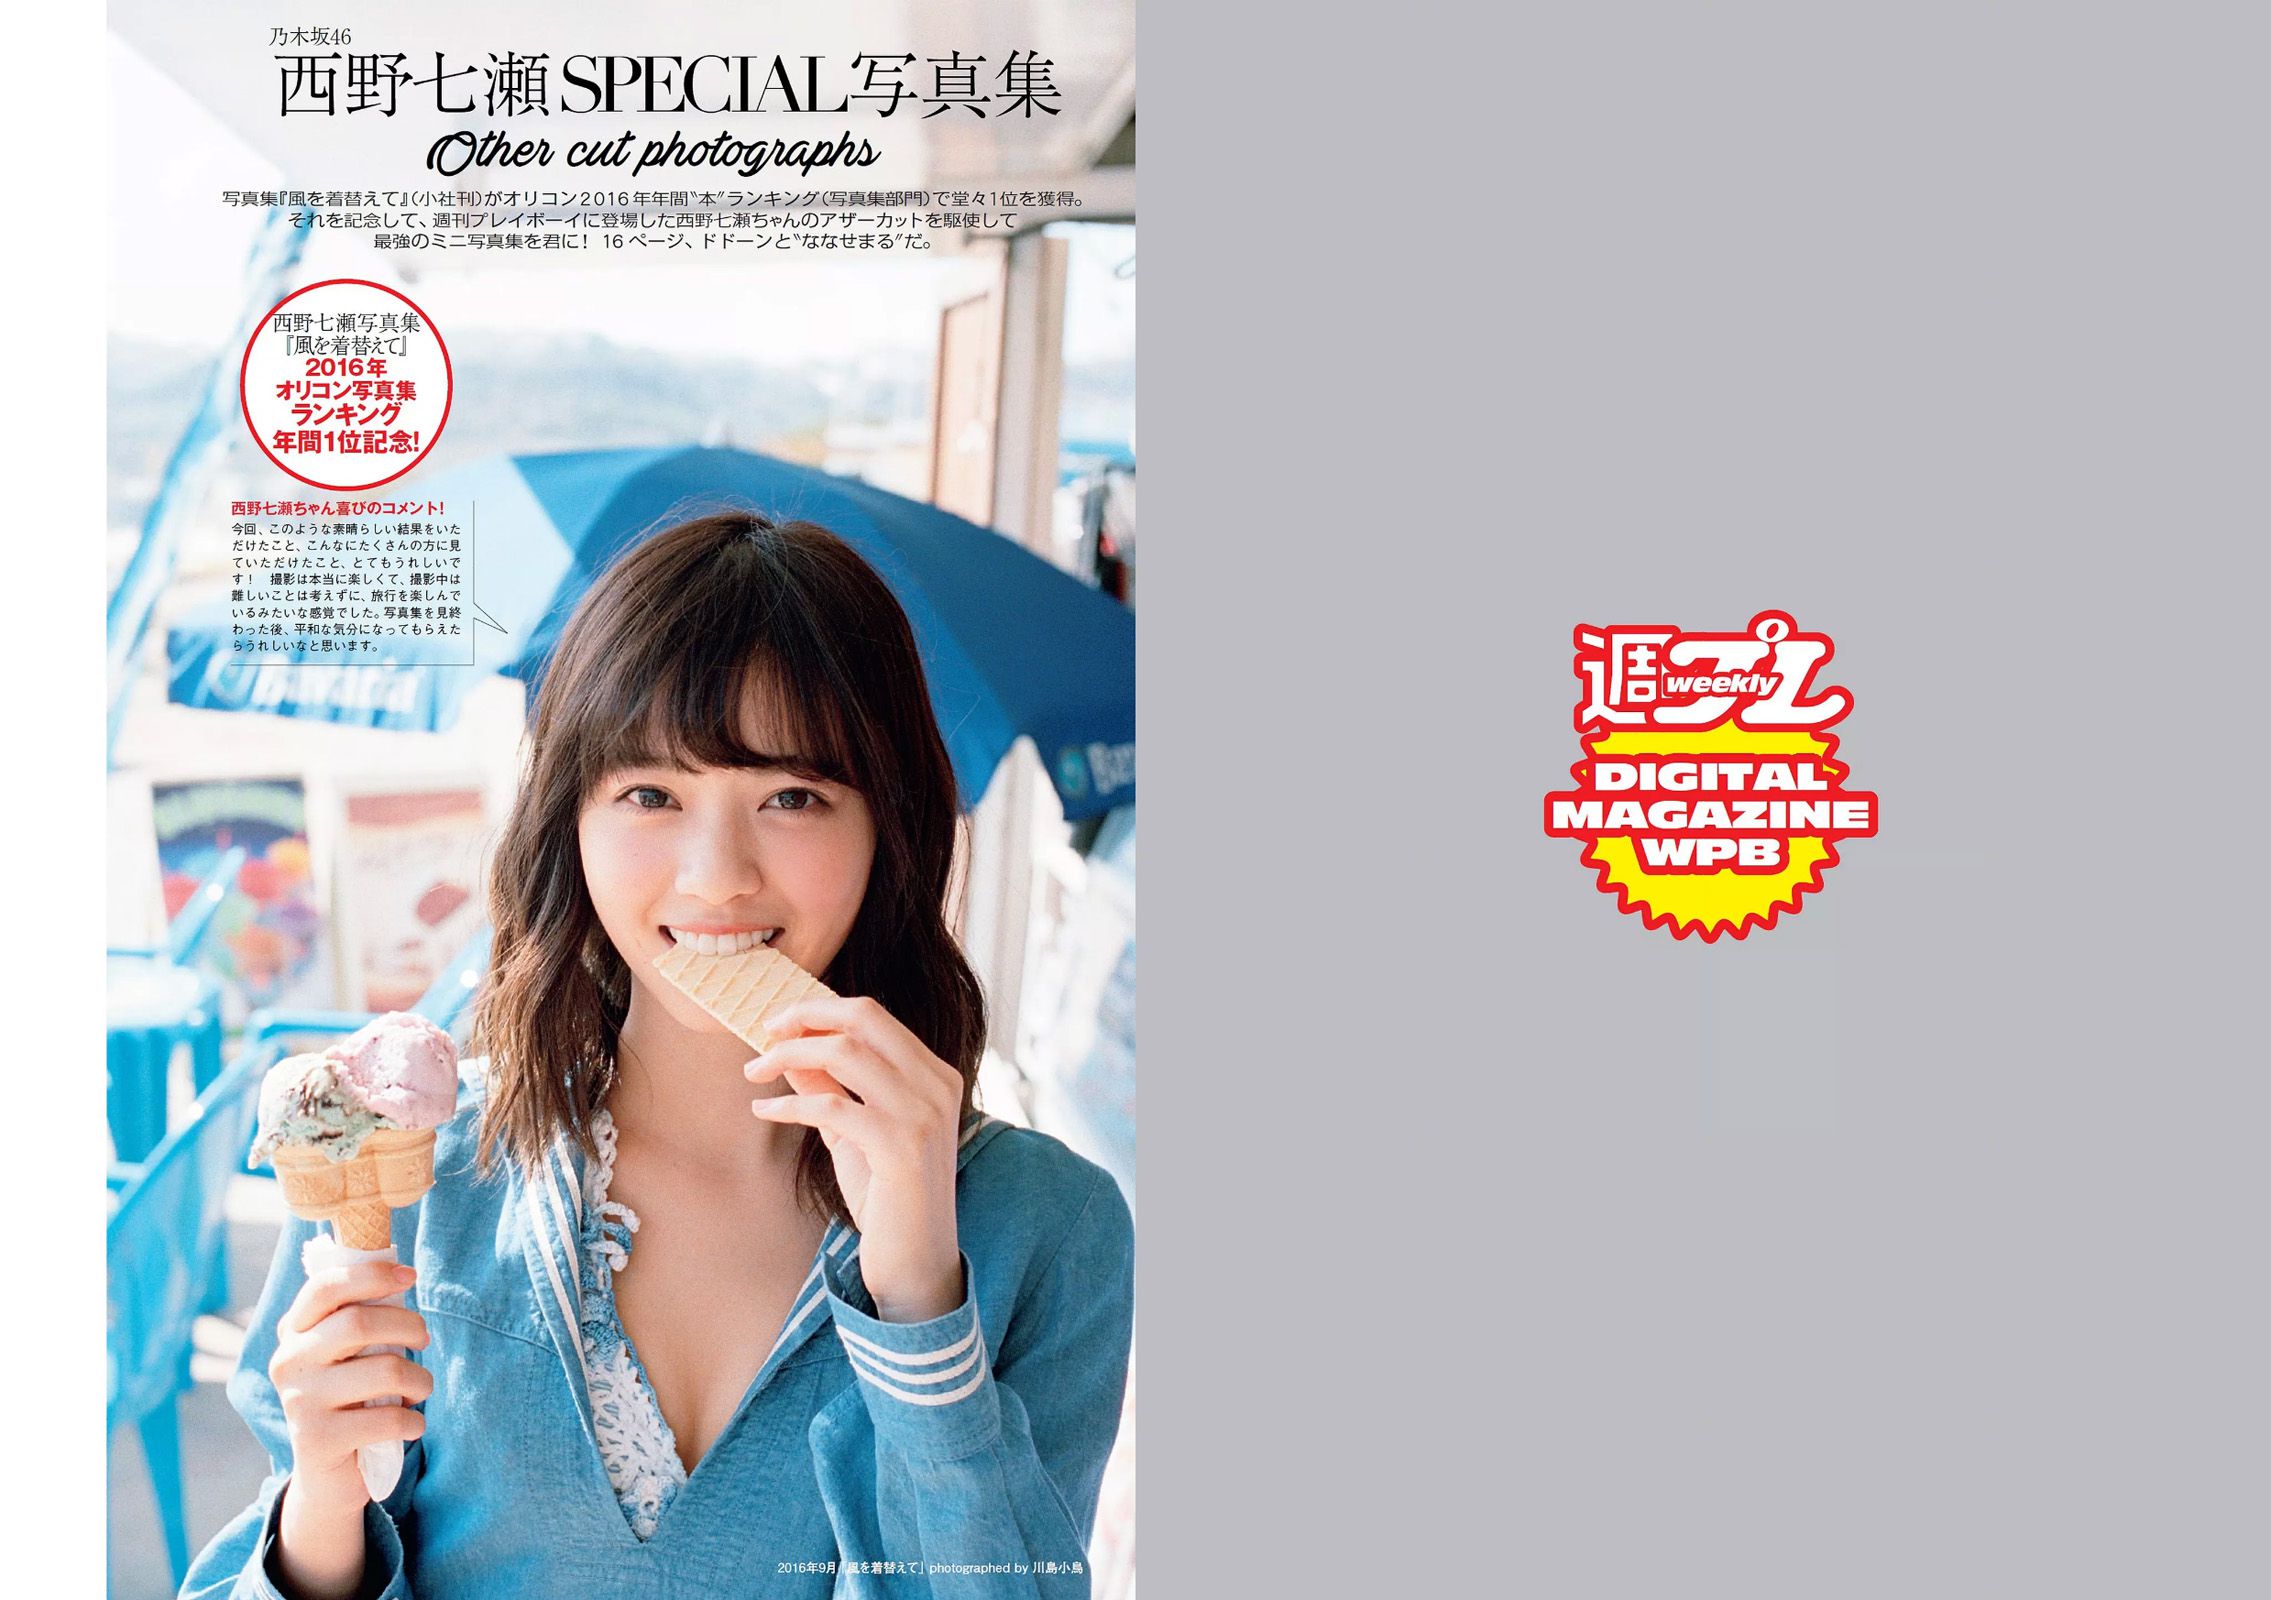 乃木坂46
西野七瀬SPECIAL写真集
Other cut photographs
写真集『風を着替えて』(小社刊)がオリコン2016年年間"本"ランキング(写真集部門)で堂々1位を獲得。
それを記念して、週刊プレイボーイに登場した西野七瀬ちゃんのアザーカットを駆使して
最強のミニ写真集を君に! 16ページ、ドドーンと"ななせまる"だ。
西野七瀬写真集
『風を着替えて』
2016年
オリコン写真集
ランキング
年間1位記念!
西野七瀬ちゃん喜びのコメント!
今回、このような素晴らしい結果をいた
だけたこと、こんなにたくさんの方に見
ていただけたこと、とてもうれしいで
す! 撮影は本当に楽しくて、撮影中は
難しいことは考えずに、旅行を楽しんで
いるみたいな感覚でした。写真集を見終
わった後、平和な気分になってもらえた
らうれしいなと思います。
2016年9月『風を着替えて』 photographed by 川島小鳥
週プレ
weekly
DIGITAL
MAGAZINE
WPB